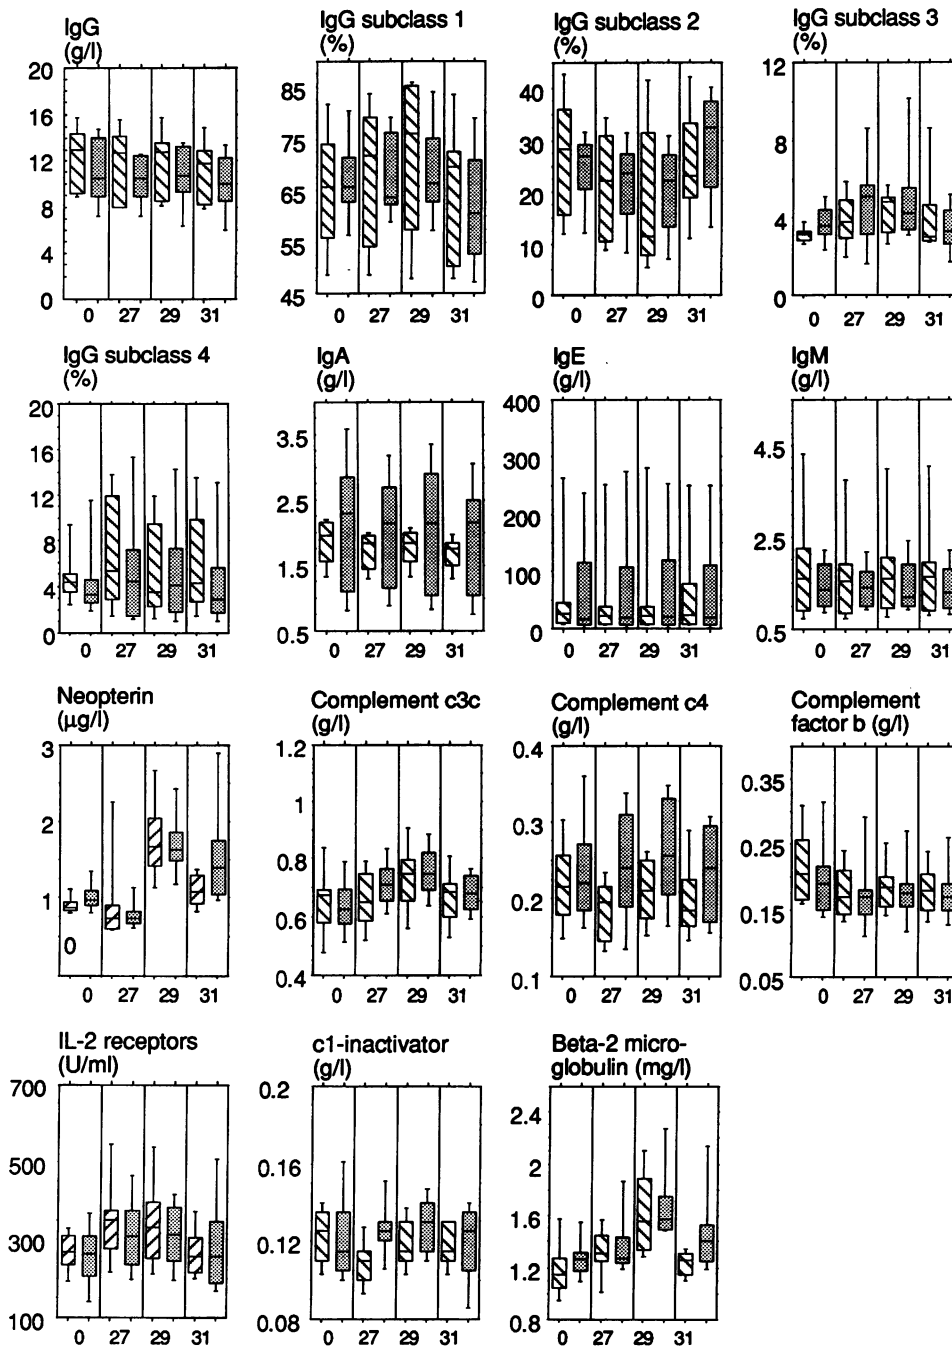 IgG
(g/l)
20
16
12
8
4
0
0 27 29 31
IgG subclass 1
(%)
85
75
65
55
45
0 27 29 31
IgG subclass 2
(%)
40
30
20
10
0
0 27 29 31
IgG subclass 3
(%)
12
8
4
0
0 27 29 31
IgG subclass 4
(%)
20
16
12
8
4
0
0 27 29 31
IgA
(g/l)
3.5
2.5
1.5
0.5
0 27 29 31
IgE
(g/l)
400
300
200
100
0
0 27 29 31
IgM
(g/l)
4.5
2.5
0.5
0 27 29 31
Neopterin
(µg/l)
3
2
1
0
0 27 29 31
Complement c3c
(g/l)
1.2
1
0.8
0.6
0.4
0 27 29 31
Complement c4
(g/l)
0.4
0.3
0.2
0.1
0 27 29 31
Complement
factor b (g/l)
0.35
0.25
0.15
0.05
0 27 29 31
IL-2 receptors
(U/ml)
700
500
300
100
0 27 29 31
c1-inactivator
(g/l)
0.2
0.16
0.12
0.08
0 27 29 31
Beta-2 micro-
globulin (mg/l)
2.4
2
1.6
1.2
0.8
0 27 29 31